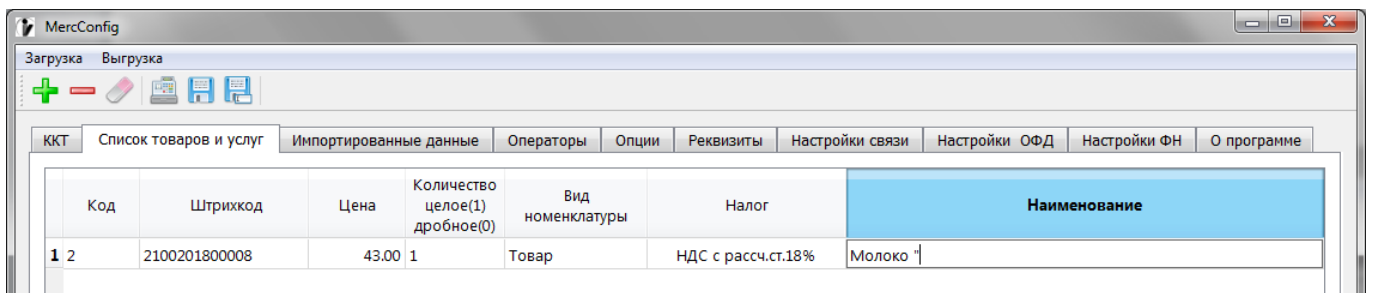 MercConfig
Загрузка Выгрузка
ККТ Список товаров и услуг Импортированные данные Операторы Опции Реквизиты Настройки связи Настройки ОФД Настройки ФН О программе
Код Штрихкод Цена Количество целое(1) дробное(0) Вид номенклатуры Налог Наименование
1 2 2100201800008 43.00 1 Товар НДС с рассч.ст.18% Молоко "